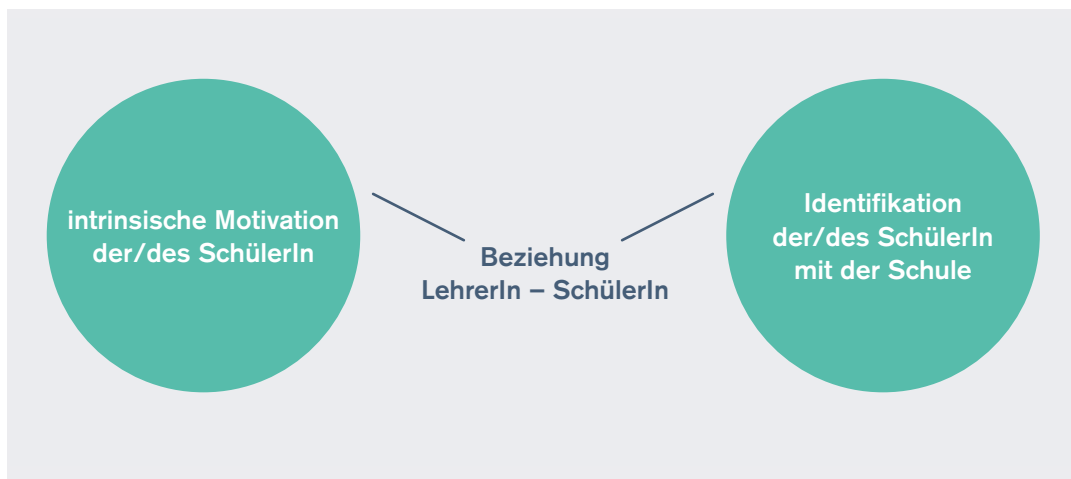 intrinsische Motivation
der/des SchülerIn
Beziehung
LehrerIn – SchülerIn
Identifikation
der/des SchülerIn
mit der Schule